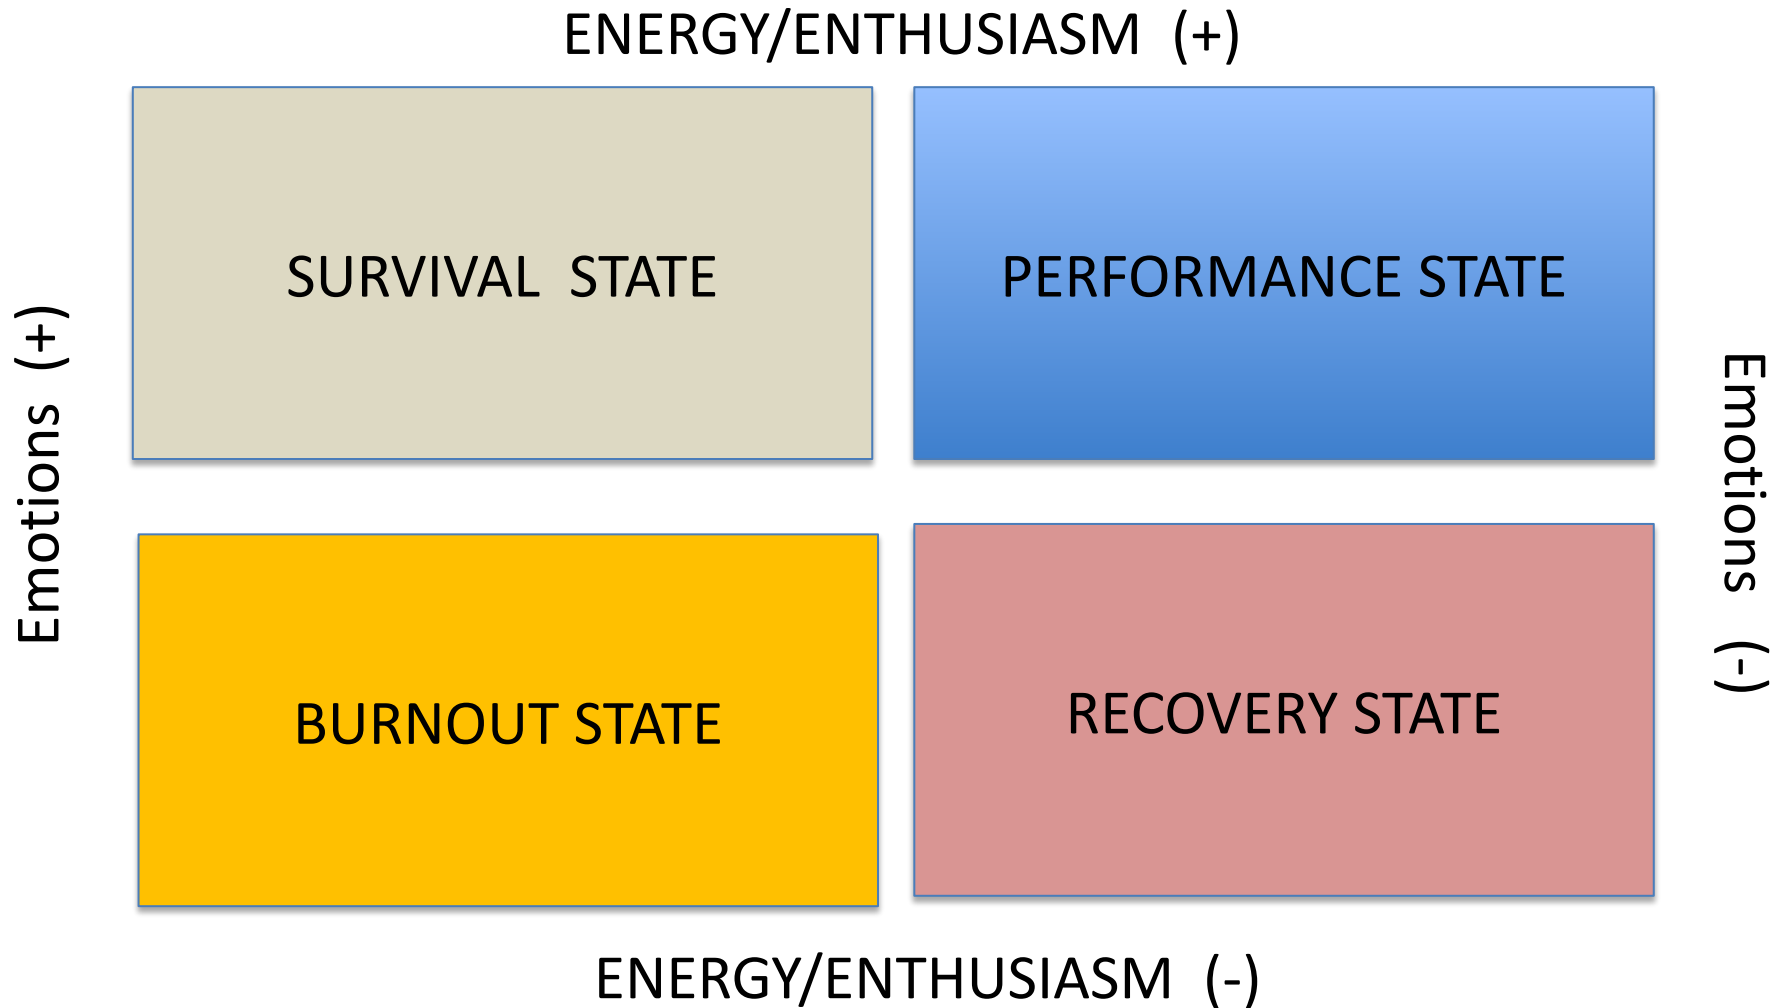 ENERGY/ENTHUSIASM (+)
SURVIVAL STATE
PERFORMANCE STATE
Emotions (+)
Emotions (-)
BURNOUT STATE
RECOVERY STATE
ENERGY/ENTHUSIASM (-)